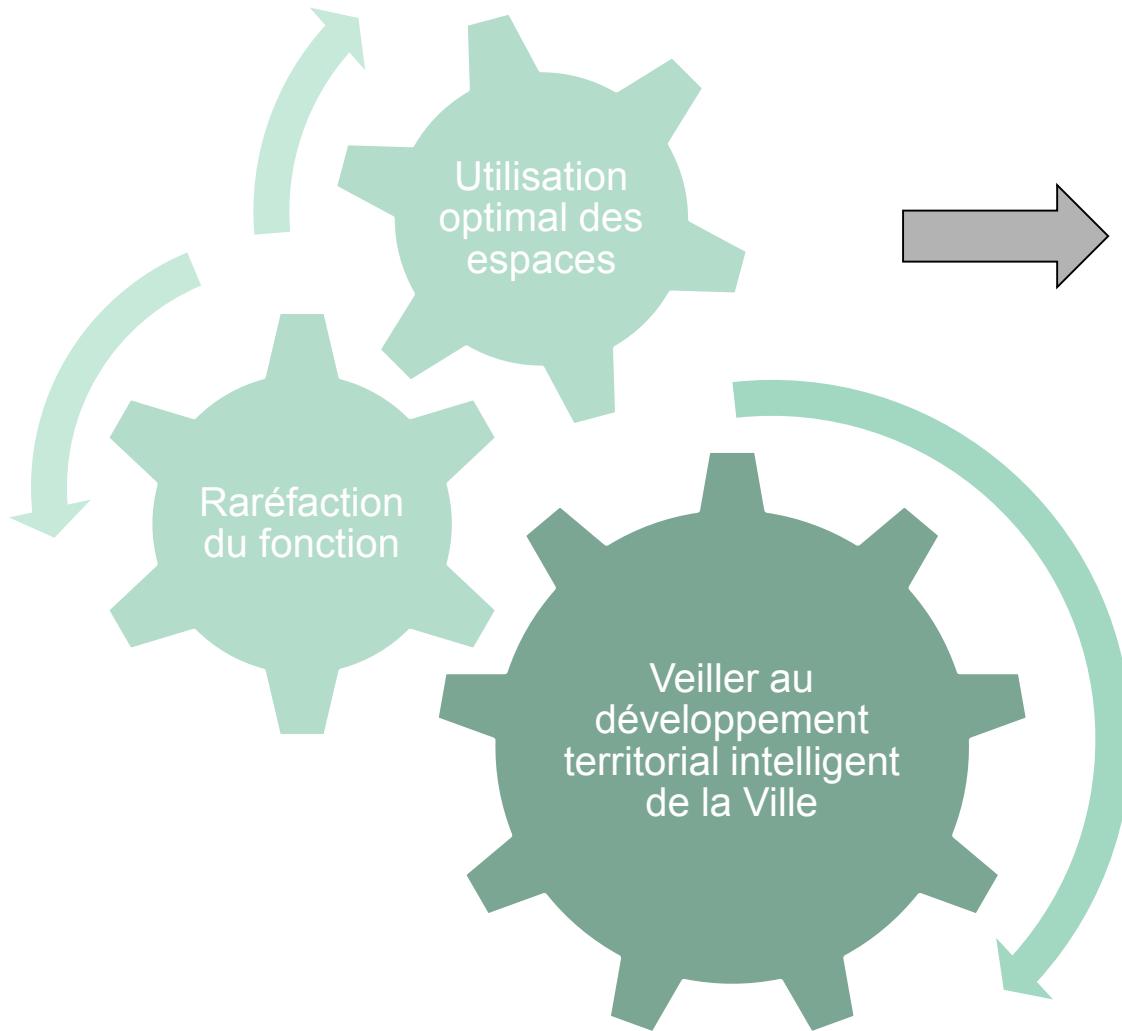 Utilisation
optimal des
espaces
Raréfaction
du fonction
Veiller au
développement
territorial intelligent
de la Ville